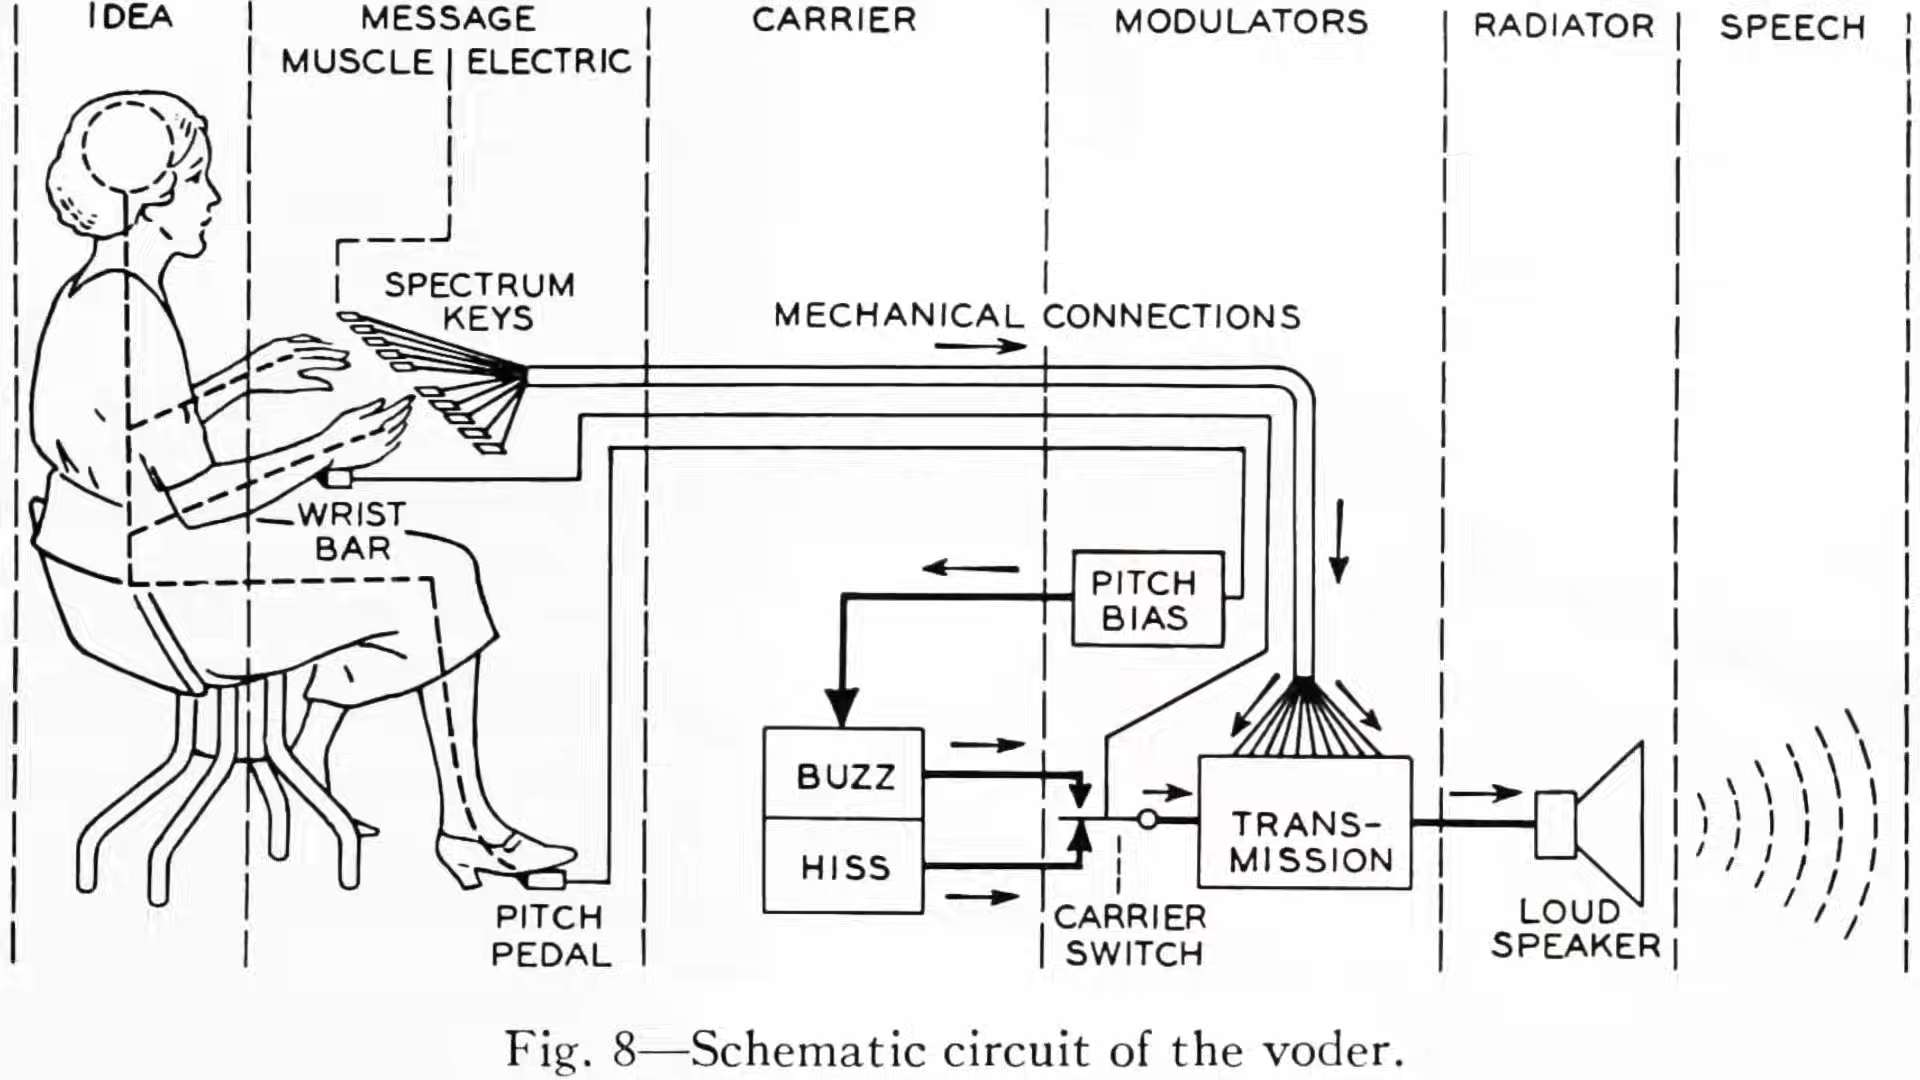 IDEA
MESSAGE
MUSCLE ELECTRIC
CARRIER
MODULATORS
RADIATOR
SPEECH
SPECTRUM
KEYS
MECHANICAL CONNECTIONS
WRIST
BAR
PITCH
BIAS
BUZZ
HISS
TRANS-
MISSION
PITCH
PEDAL
CARRIER
SWITCH
LOUD
SPEAKER
Fig. 8—Schematic circuit of the voder.